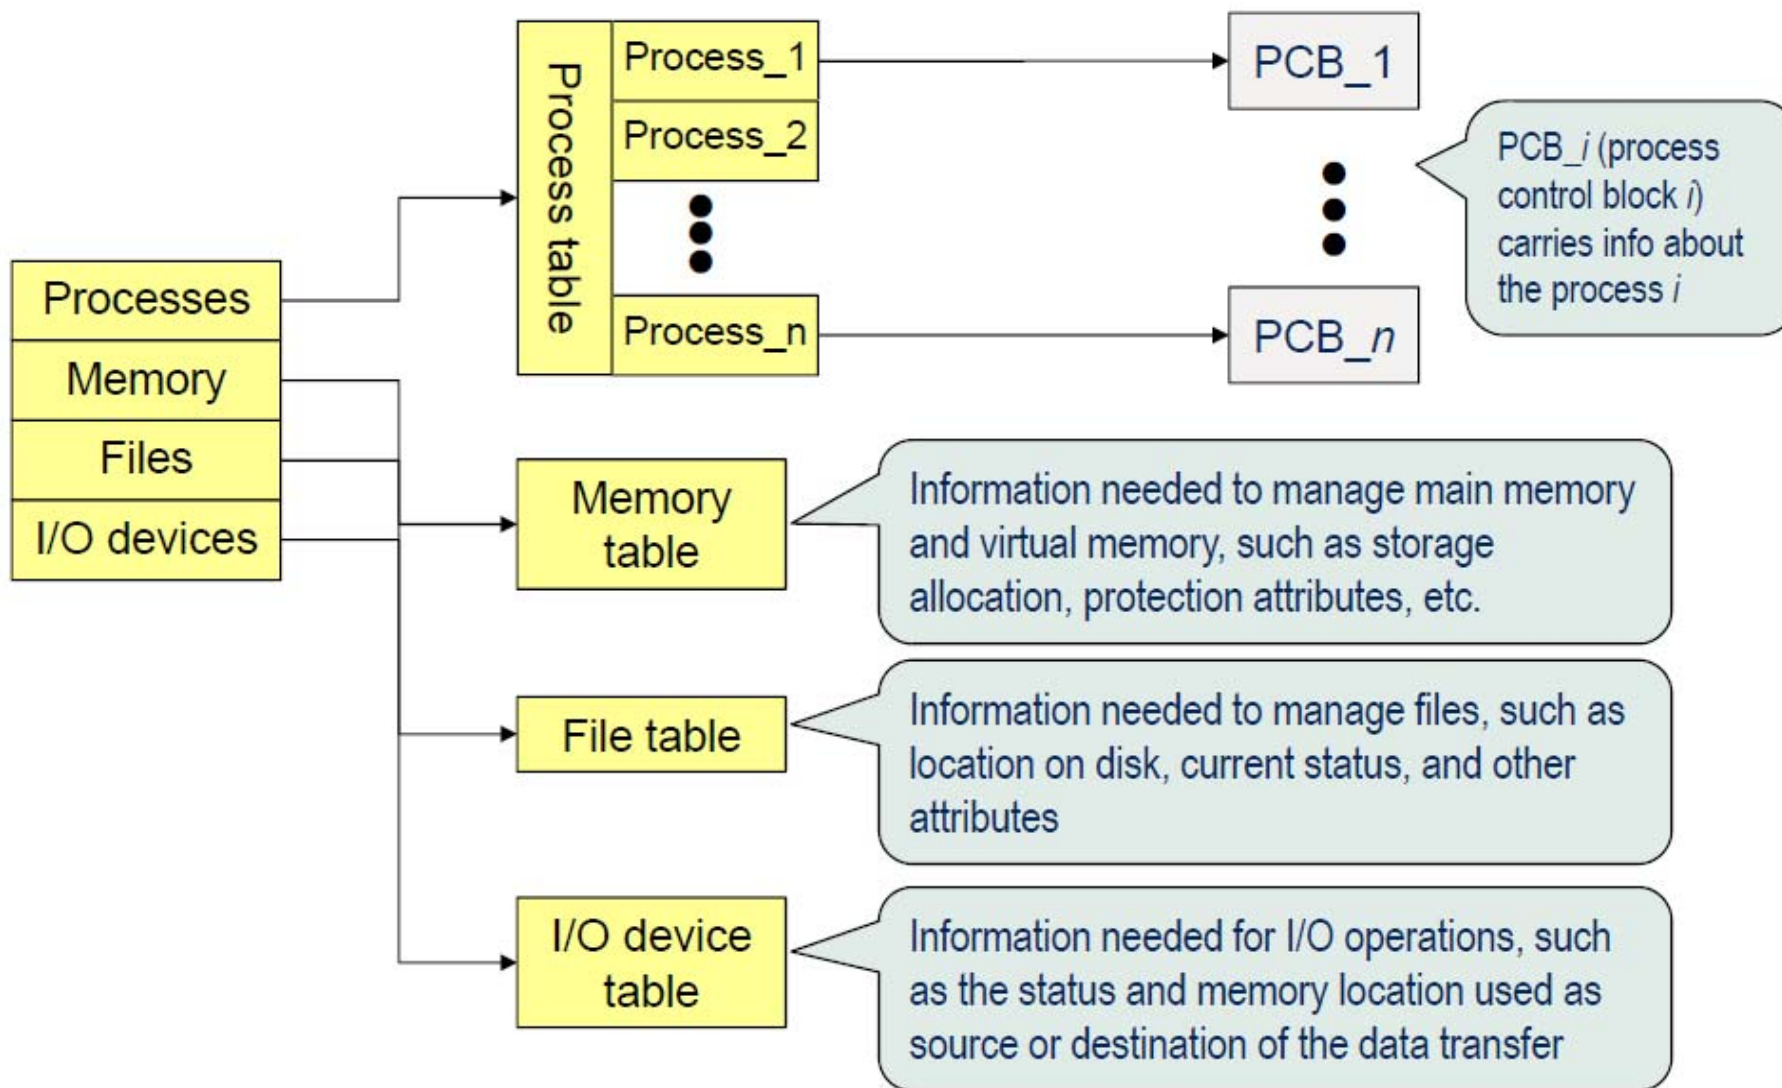 Process table
Process_1
Process_2
Process_n
PCB_1
PCB_n
PCB_i (process
control block i)
carries info about
the process i
Processes
Memory
Files
I/O devices
Memory
table
Information needed to manage main memory
and virtual memory, such as storage
allocation, protection attributes, etc.
File table
Information needed to manage files, such as
location on disk, current status, and other
attributes
I/O device
table
Information needed for I/O operations, such
as the status and memory location used as
source or destination of the data transfer